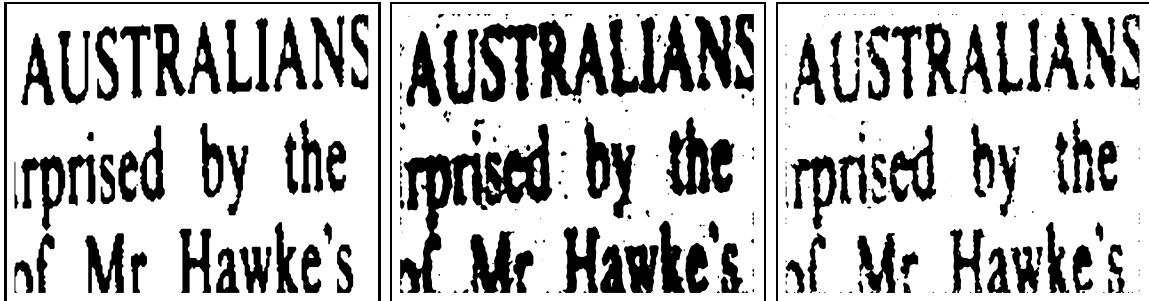 AUSTRALIANS AUSTRALIANS AUSTRALIANS
rprised by the rprised by the rprised by the
of Mr Hawke's of Mr Hawke's of Mr Hawke's